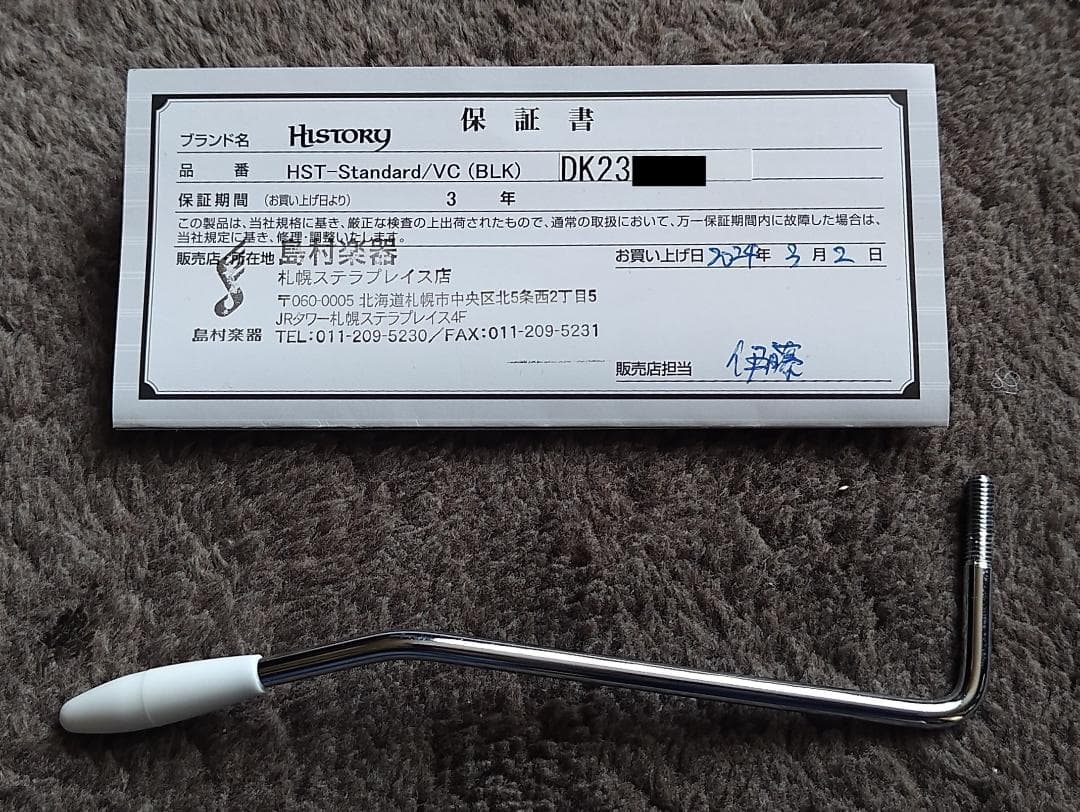 保証書
ブランド名 HISTORY
品番 HST-Standard/VC (BLK) DK23
保証期間 (お買い上げ日より) 3 年
この製品は、当社規格に基き、厳正な検査の上出荷されたもので、通常の取扱において、万一保証期間内に故障した場合は、
当社規定に基き、修理・調整いたします。
販売店・所在地 島村楽器
お買い上げ日 2024年 3月 2日
札幌ステラプレイス店
〒060-0005 北海道札幌市中央区北5条西2丁目5
JRタワー札幌ステラプレイス4F
島村楽器 TEL:011-209-5230/FAX:011-209-5231
販売店担当 伊藤